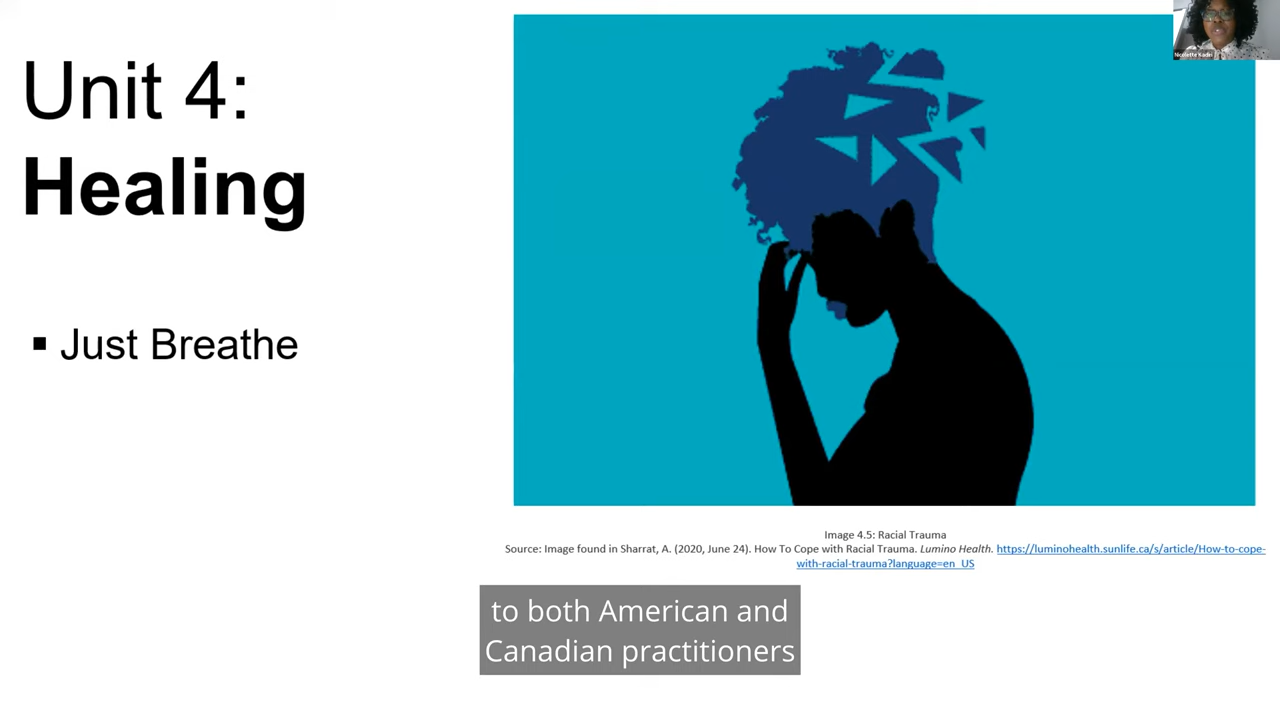 Unit 4:
Healing
▪ Just Breathe
Nicolette Kadiri
Image 4.5: Racial Trauma
Source: Image found in Sharrat, A. (2020, June 24). How To Cope with Racial Trauma. Lumino Health. https://luminohealth.sunlife.ca/s/article/How-to-cope-
with-racial-trauma?language=en_US
to both American and
Canadian practitioners